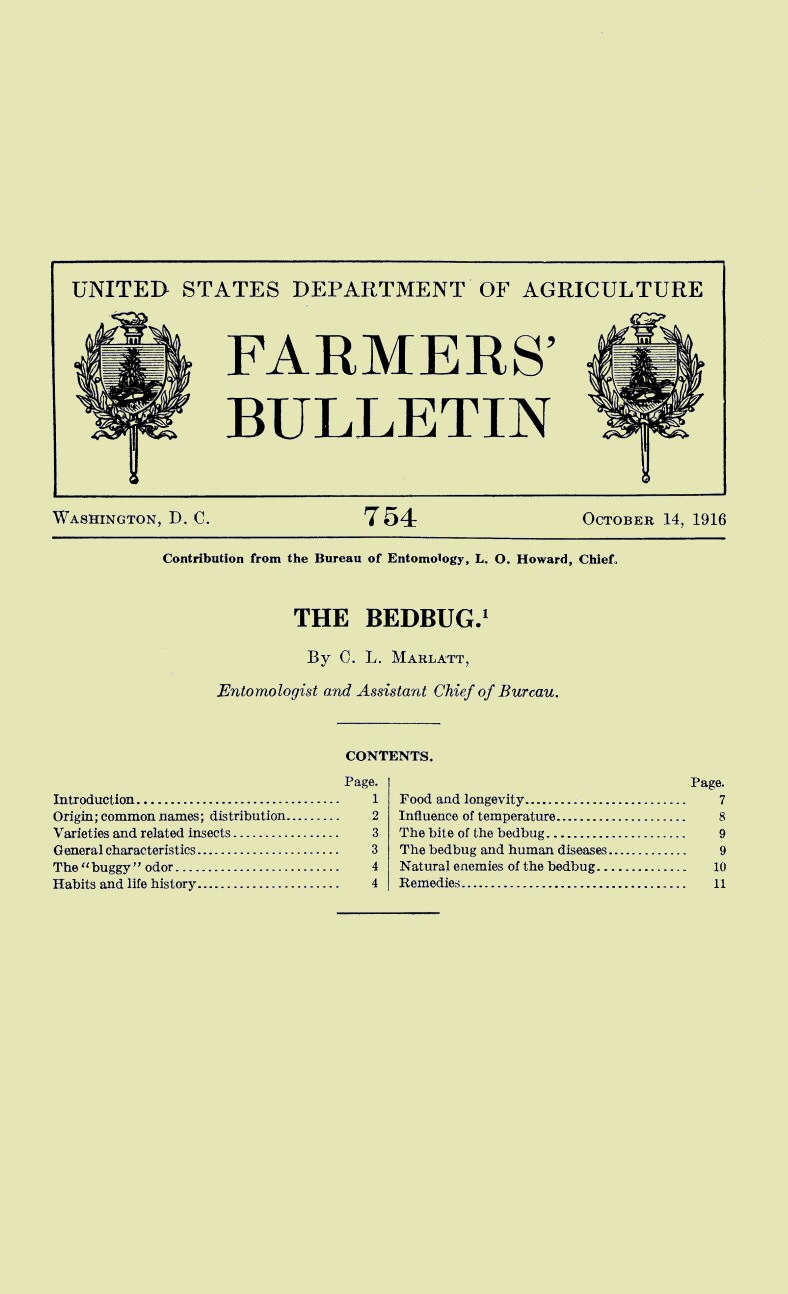 UNITED STATES DEPARTMENT OF AGRICULTURE
FARMERS'
BULLETIN
WASHINGTON, D. C. 754 OCTOBER 14, 1916
Contribution from the Bureau of Entomology, L. O. Howard, Chief.
THE BEDBUG.¹
By C. L. MARLATT,
Entomologist and Assistant Chief of Bureau.
CONTENTS.
Page.
Introduction.............................. 1
Origin; common names; distribution......... 2
Varieties and related insects................ 3
General characteristics..................... 3
The "buggy" odor........................ 4
Habits and life history..................... 4
Page.
Food and longevity........................ 7
Influence of temperature................... 8
The bite of the bedbug..................... 9
The bedbug and human diseases............ 9
Natural enemies of the bedbug.............. 10
Remedies.................................. 11